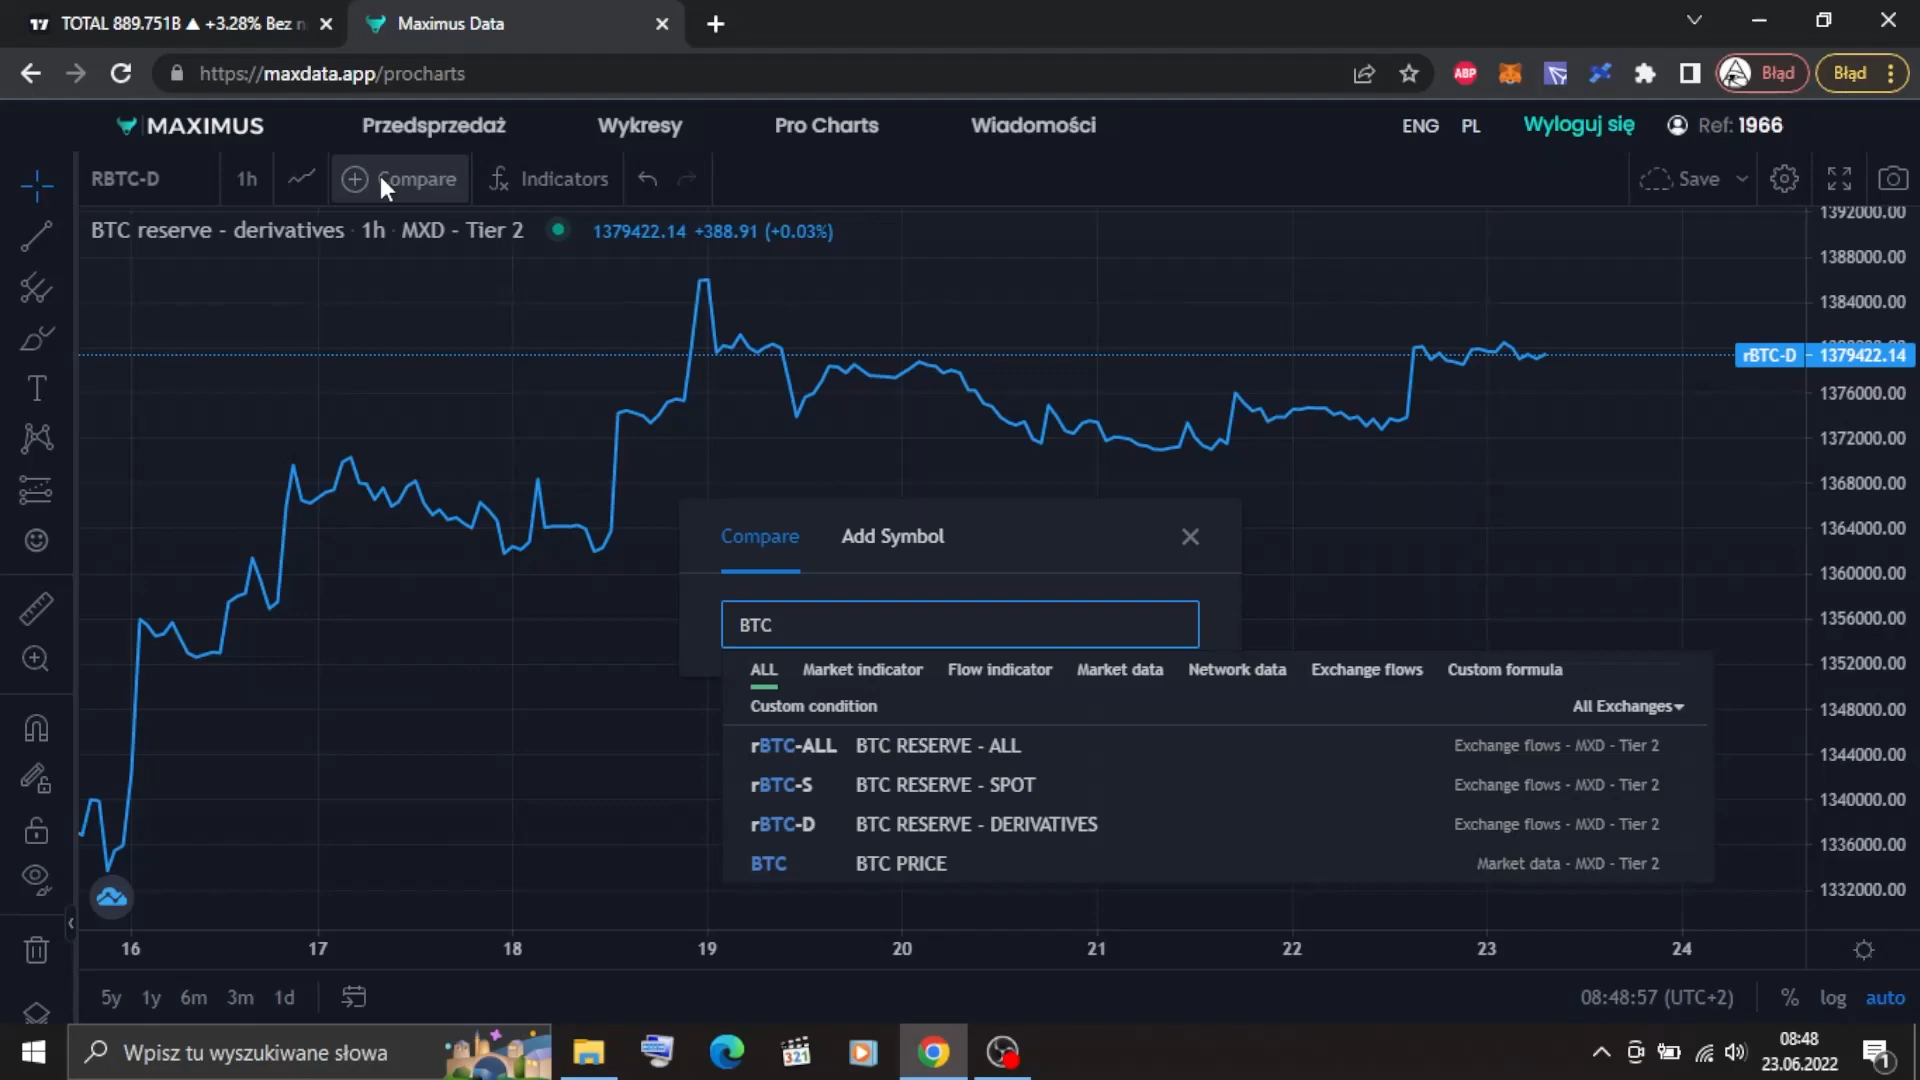 TOTAL 889.751B ▲ +3.28% Bez n
Maximus Data
https://maxdata.app/procharts
ABP
Błąd
Błąd
MAXIMUS
Przedsprzedaż
Wykresy
Pro Charts
Wiadomości
ENG PL
Wyloguj się
Ref: 1966
RBTC-D
1h
Compare
Indicators
Save
BTC reserve - derivatives · 1h · MXD - Tier 2
1379422.14 +388.91 (+0.03%)
1392000.00
1388000.00
1384000.00
rBTC-D 1379422.14
1376000.00
1372000.00
1368000.00
1364000.00
1360000.00
1356000.00
1352000.00
1348000.00
1344000.00
1340000.00
1336000.00
1332000.00
Compare
Add Symbol
BTC
ALL Market indicator Flow indicator Market data Network data Exchange flows Custom formula
Custom condition
All Exchanges
rBTC-ALL BTC RESERVE - ALL Exchange flows - MXD - Tier 2
rBTC-S BTC RESERVE - SPOT Exchange flows - MXD - Tier 2
rBTC-D BTC RESERVE - DERIVATIVES Exchange flows - MXD - Tier 2
BTC BTC PRICE Market data - MXD - Tier 2
16 17 18 19 20 21 22 23 24
5y 1y 6m 3m 1d
08:48:57 (UTC+2)
% log auto
Wpisz tu wyszukiwane słowa
321
08:48
23.06.2022
1